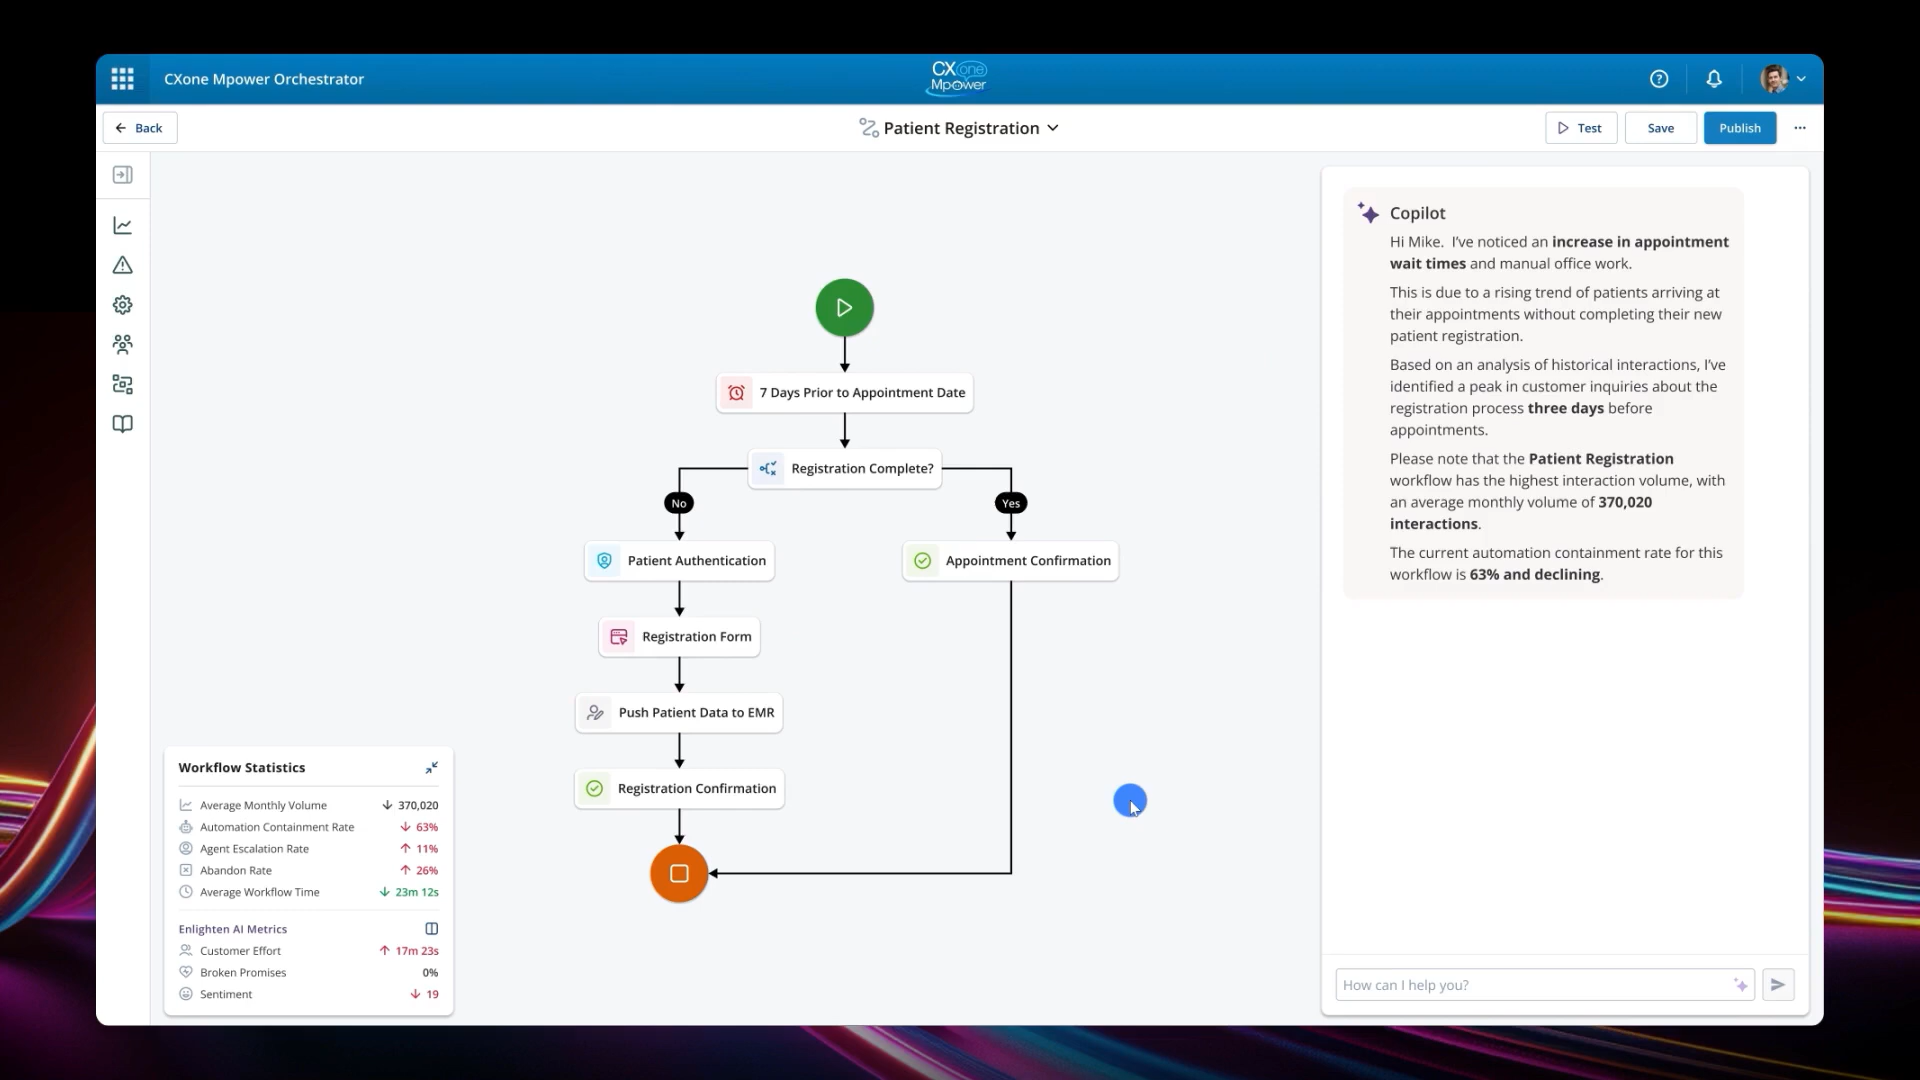 CXone Mpower Orchestrator
CXone
Mpower
Back
Patient Registration
Test
Save
Publish
7 Days Prior to Appointment Date
Registration Complete?
No
Yes
Patient Authentication
Appointment Confirmation
Registration Form
Push Patient Data to EMR
Registration Confirmation
Workflow Statistics
Average Monthly Volume 370,020
Automation Containment Rate 63%
Agent Escalation Rate 11%
Abandon Rate 26%
Average Workflow Time 23m 12s
Enlighten AI Metrics
Customer Effort 17m 23s
Broken Promises 0%
Sentiment 19
Copilot
Hi Mike. I've noticed an increase in appointment
wait times and manual office work.
This is due to a rising trend of patients arriving at
their appointments without completing their new
patient registration.
Based on an analysis of historical interactions, I've
identified a peak in customer inquiries about the
registration process three days before
appointments.
Please note that the Patient Registration
workflow has the highest interaction volume, with
an average monthly volume of 370,020
interactions.
The current automation containment rate for this
workflow is 63% and declining.
How can I help you?